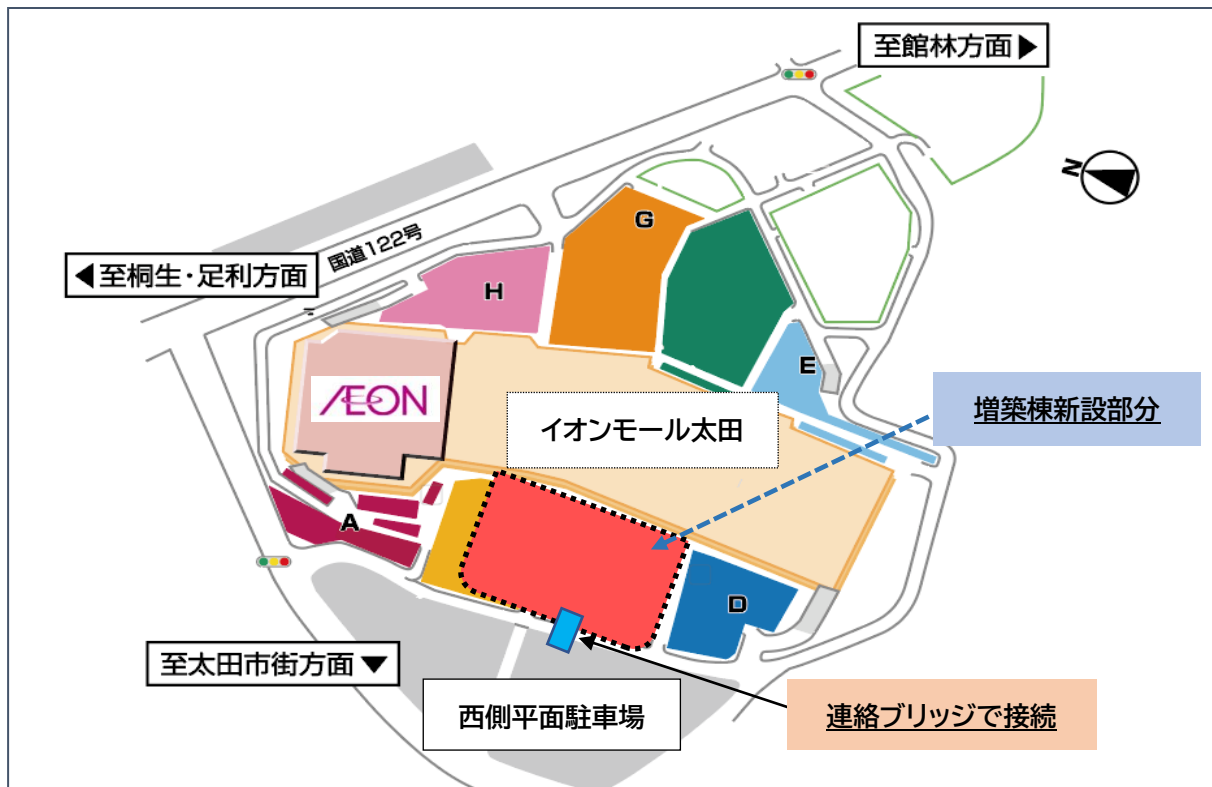 至館林方面▶
N
G
国道122号
◀至桐生・足利方面
H
E
ÆON
増築棟新設部分
イオンモール太田
A
D
至太田市街方面▼
西側平面駐車場
連絡ブリッジで接続